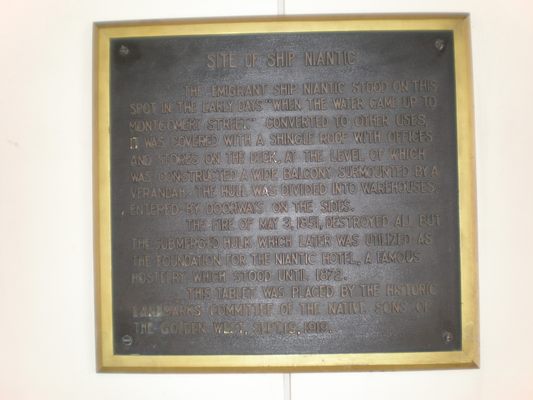 SITE OF SHIP NIANTIC
THE EMIGRANT SHIP NIANTIC STOOD ON THIS
SPOT IN THE EARLY DAYS "WHEN THE WATER CAME UP TO
MONTGOMERY STREET." CONVERTED TO OTHER USES,
IT WAS COVERED WITH A SHINGLE ROOF WITH OFFICES
AND STORES ON THE DECK, AT THE LEVEL OF WHICH
WAS CONSTRUCTED A WIDE BALCONY SURMOUNTED BY A
VERANDAH. THE HULL WAS DIVIDED INTO WAREHOUSES,
ENTERED BY DOORWAYS ON THE SIDES.
THE FIRE OF MAY 3, 1851, DESTROYED ALL BUT
THE SUBMERGED HULK WHICH LATER WAS UTILIZED AS
THE FOUNDATION FOR THE NIANTIC HOTEL, A FAMOUS
HOSTELRY WHICH STOOD UNTIL 1872.
THIS TABLET WAS PLACED BY THE HISTORIC
LANDMARKS COMMITTEE OF THE NATIVE SONS OF
THE GOLDEN WEST, SEPT. 19, 1919.